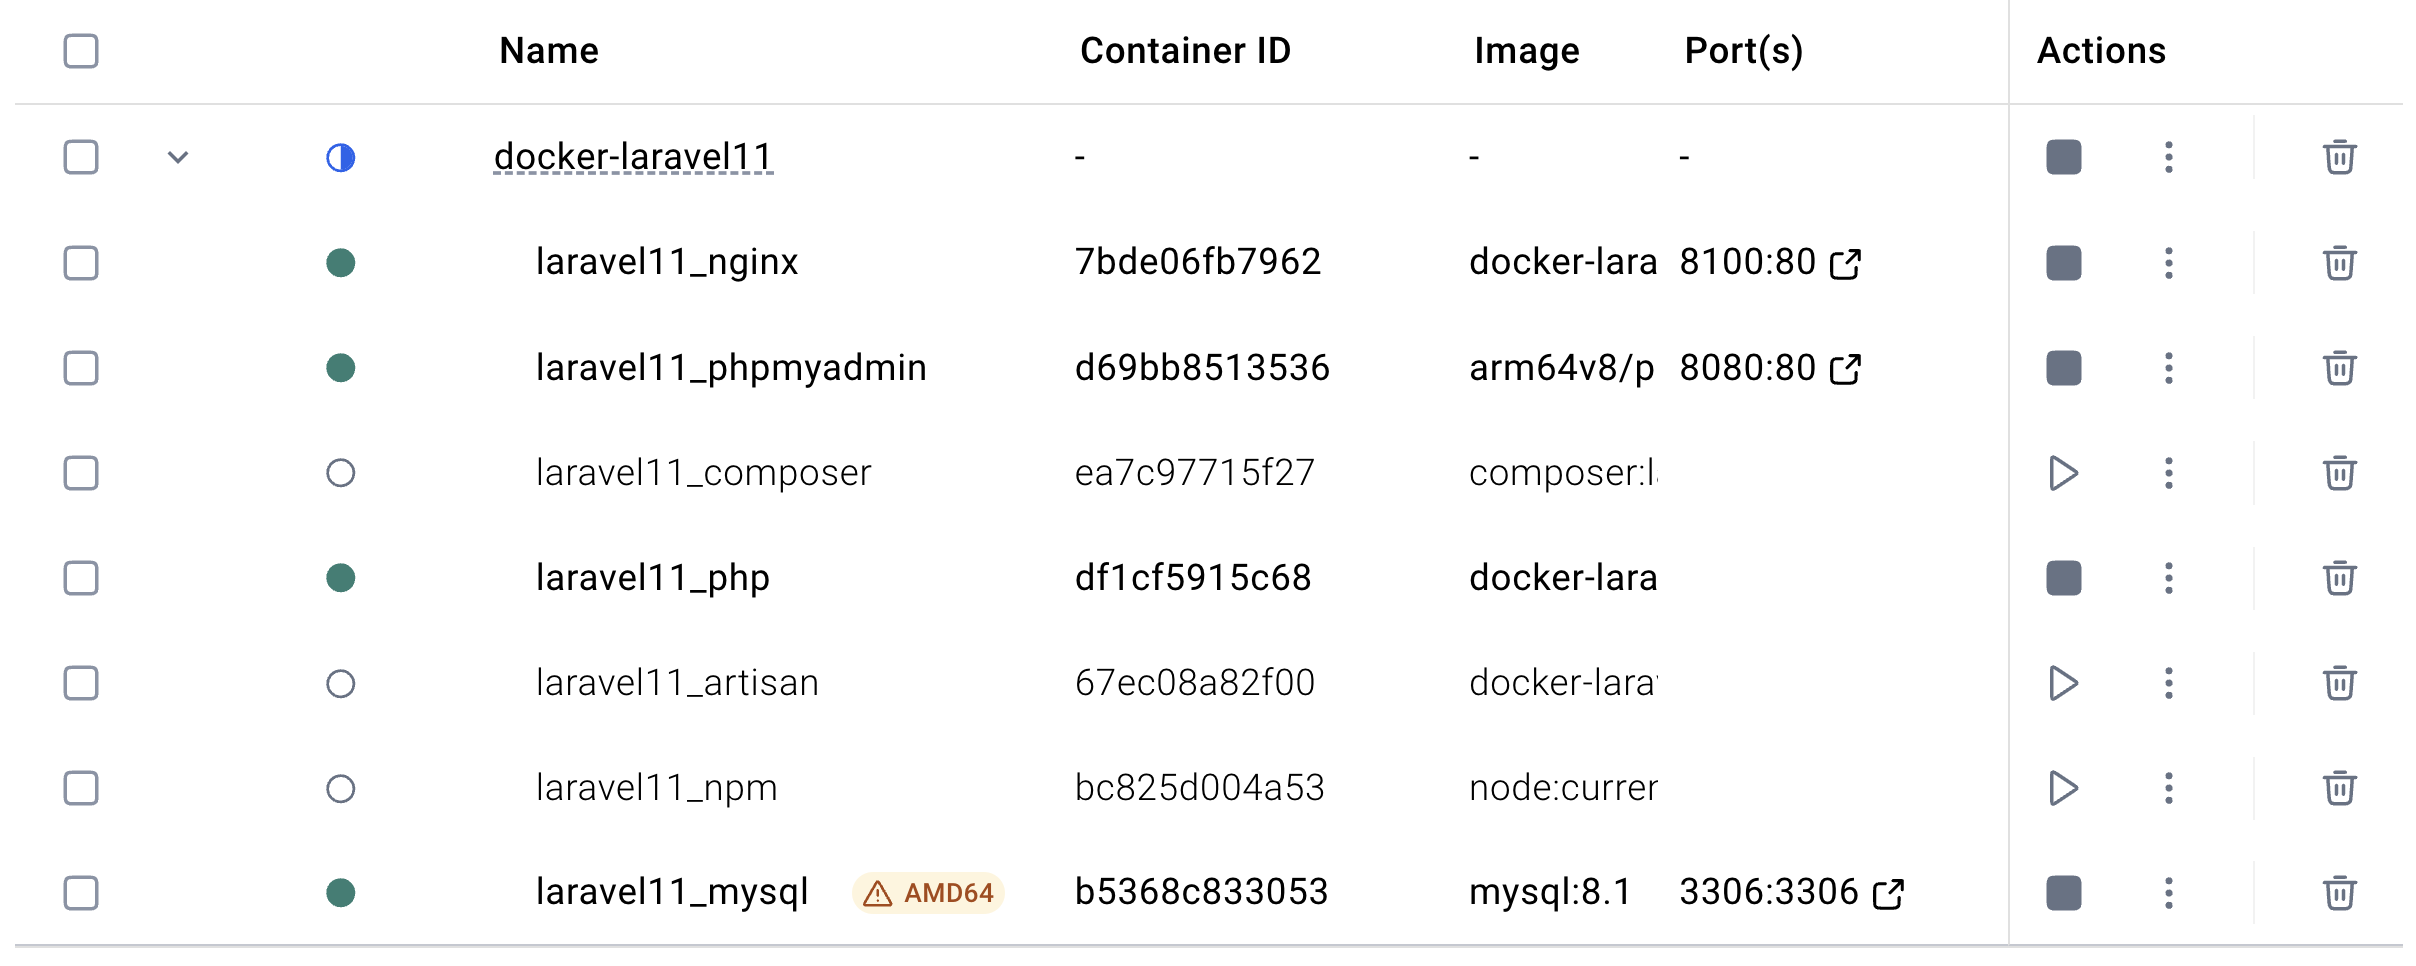 Name Container ID Image Port(s) Actions
docker-laravel11 - - -
laravel11_nginx 7bde06fb7962 docker-lara 8100:80
laravel11_phpmyadmin d69bb8513536 arm64v8/p 8080:80
laravel11_composer ea7c97715f27 composer:l
laravel11_php df1cf5915c68 docker-lara
laravel11_artisan 67ec08a82f00 docker-lara
laravel11_npm bc825d004a53 node:curre
laravel11_mysql AMD64 b5368c833053 mysql:8.1 3306:3306